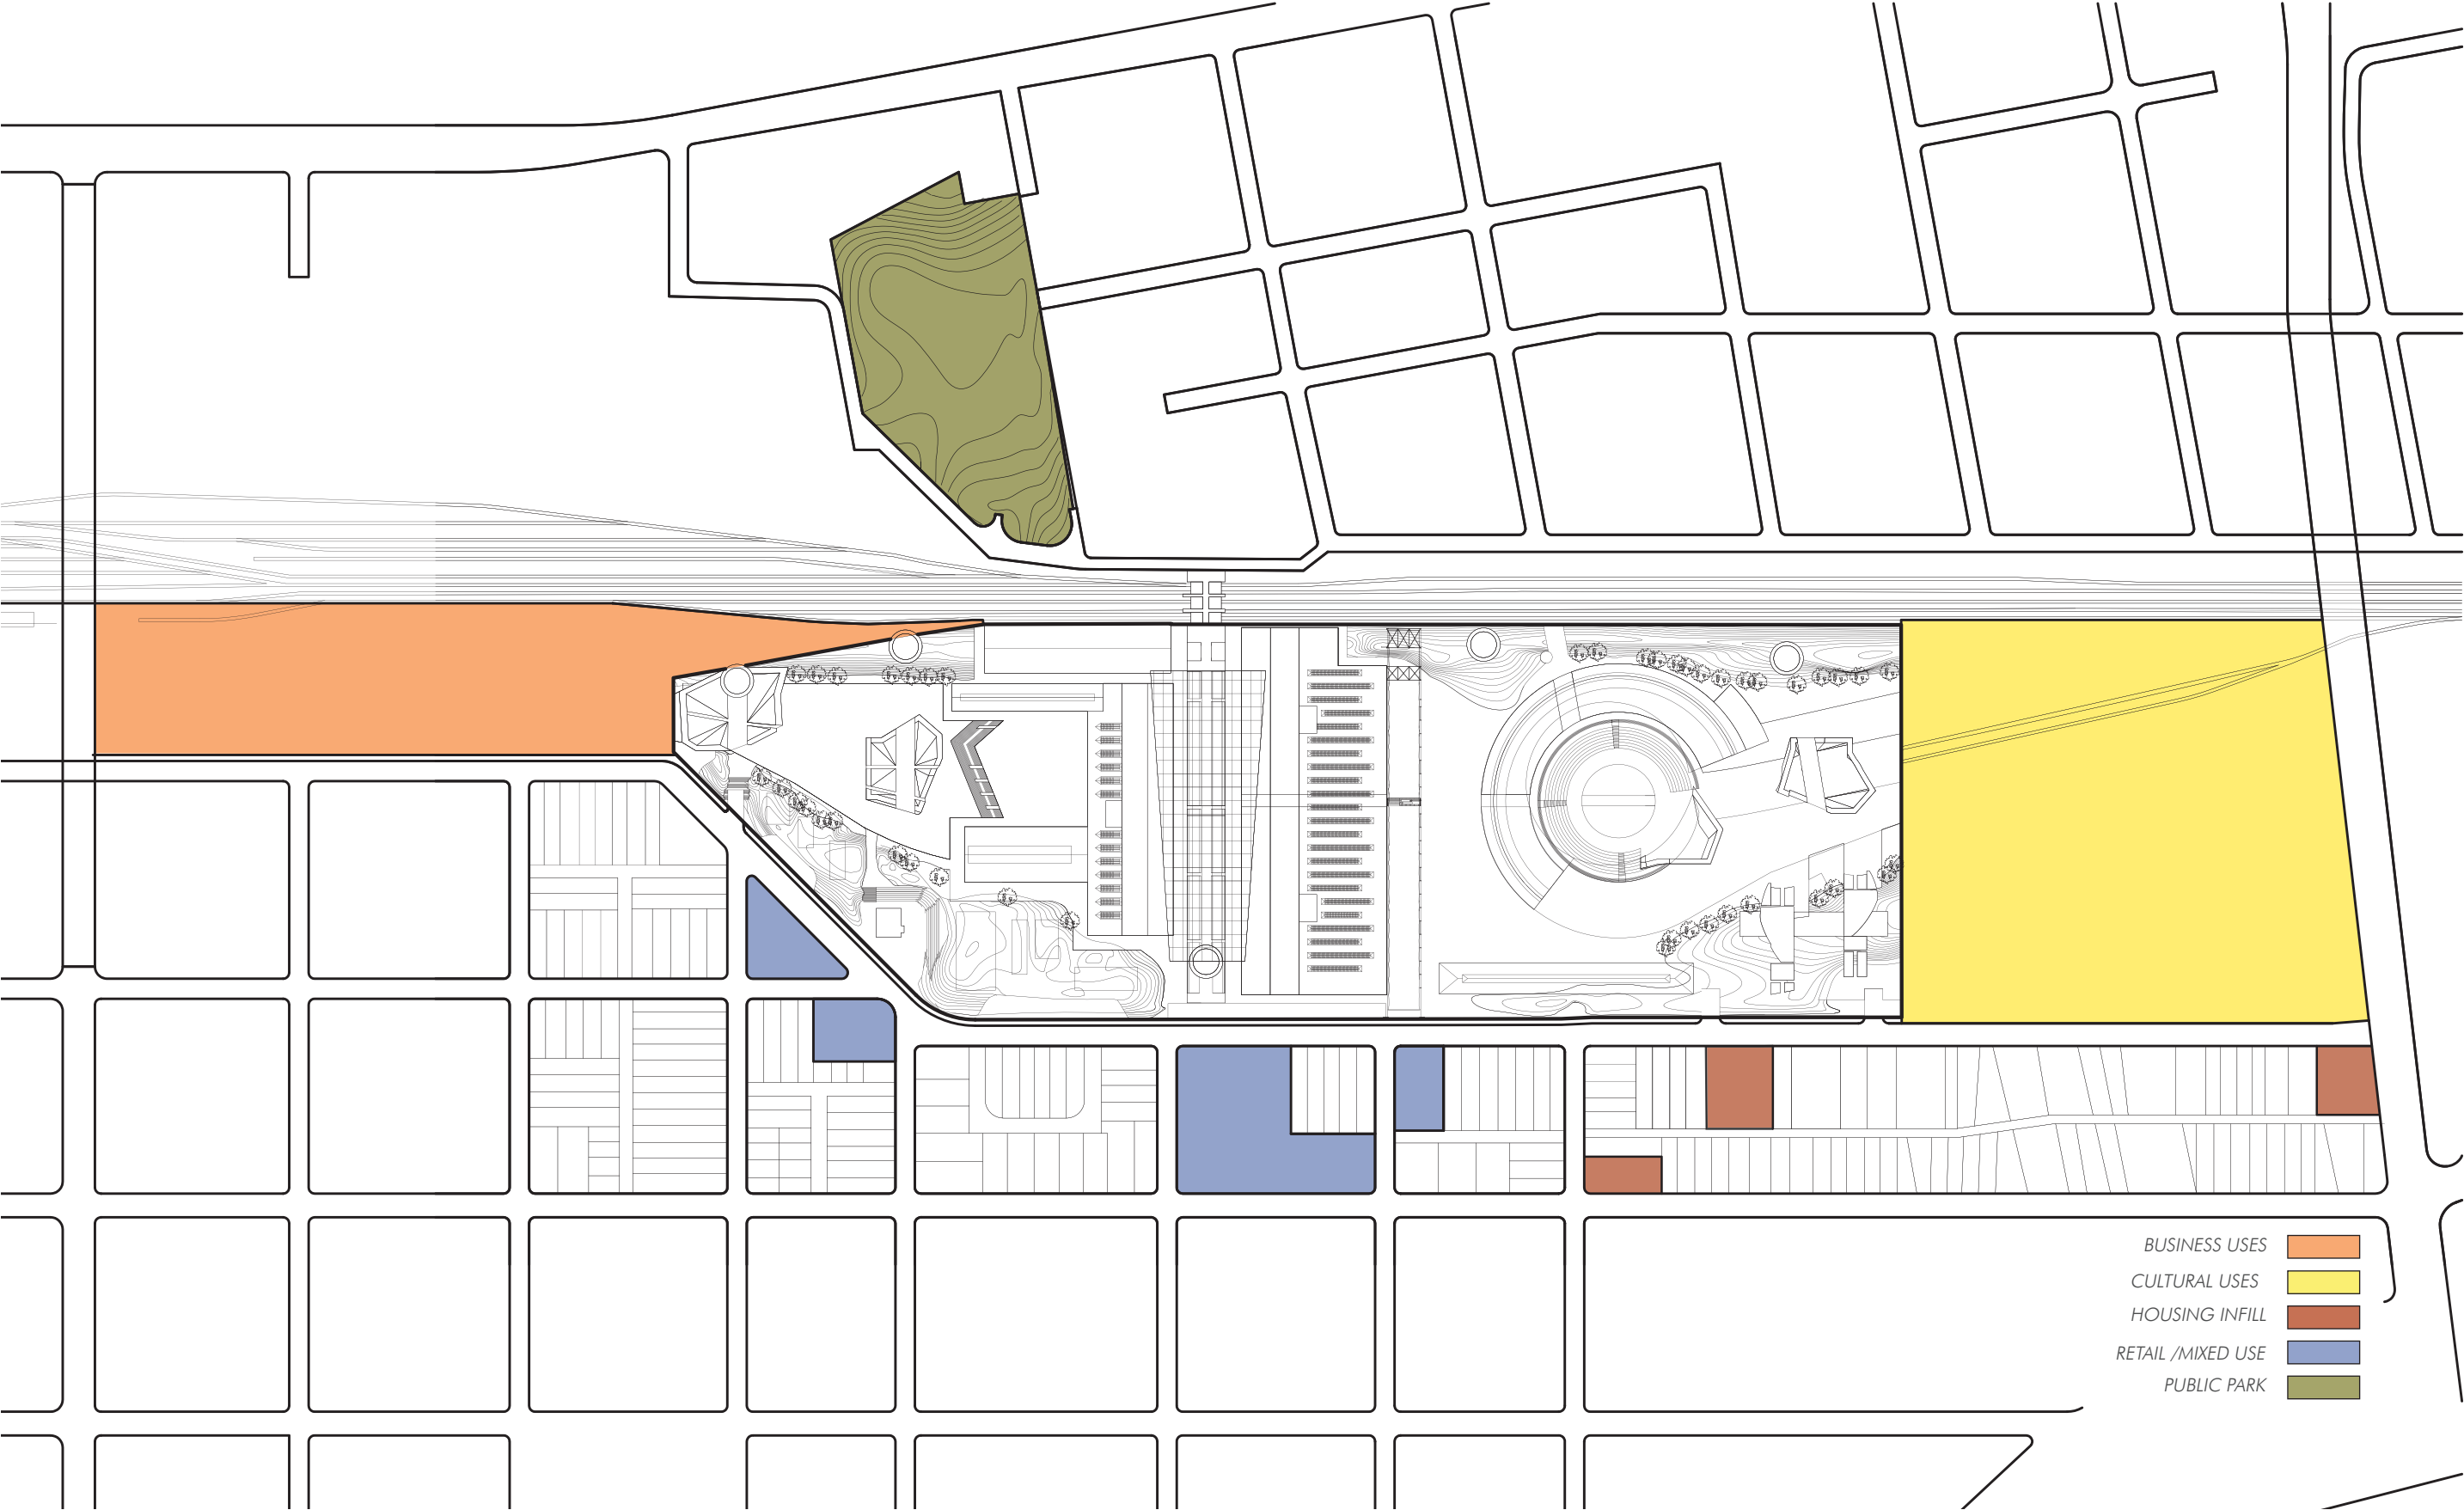 BUSINESS USES
CULTURAL USES
HOUSING INFILL
RETAIL /MIXED USE
PUBLIC PARK